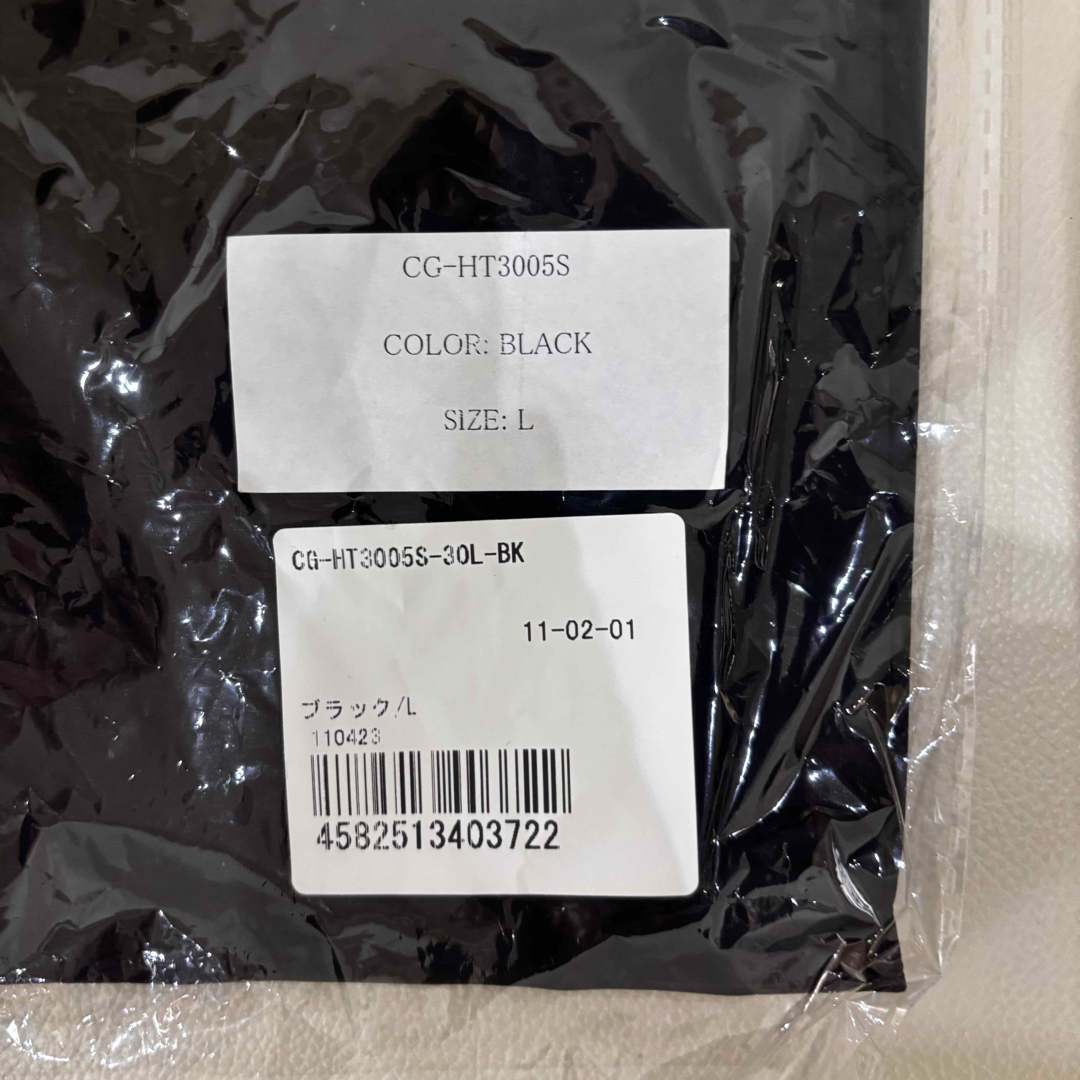 CG-HT3005S
COLOR: BLACK
SIZE: L
CG-HT3005S-30L-BK
11-02-01
ブラック/L
110423
4582513403722